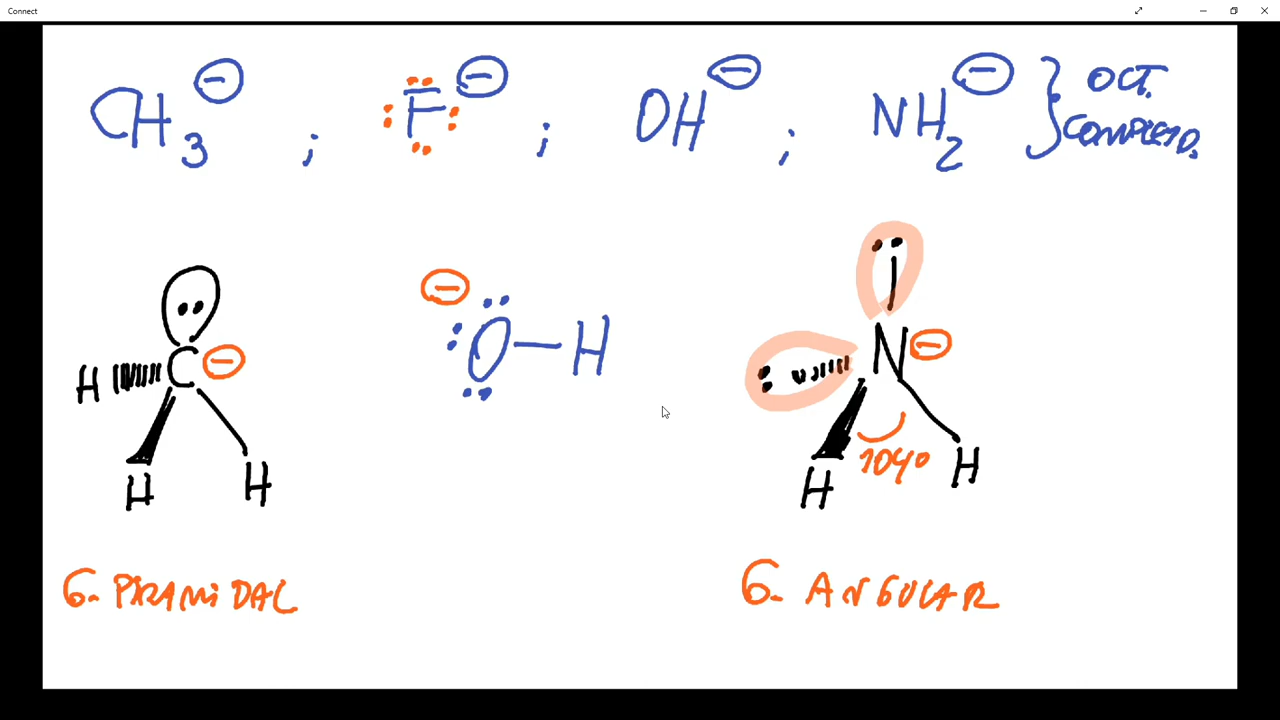 Connect
CH3⊖ ; F⊖ ; OH⊖ ; NH2⊖ } OCT.
COMPLETO.
⊖
C ⊖ O — H N ⊖
H
H H 104° H
H
G. PIRAMIDAL G. ANGULAR